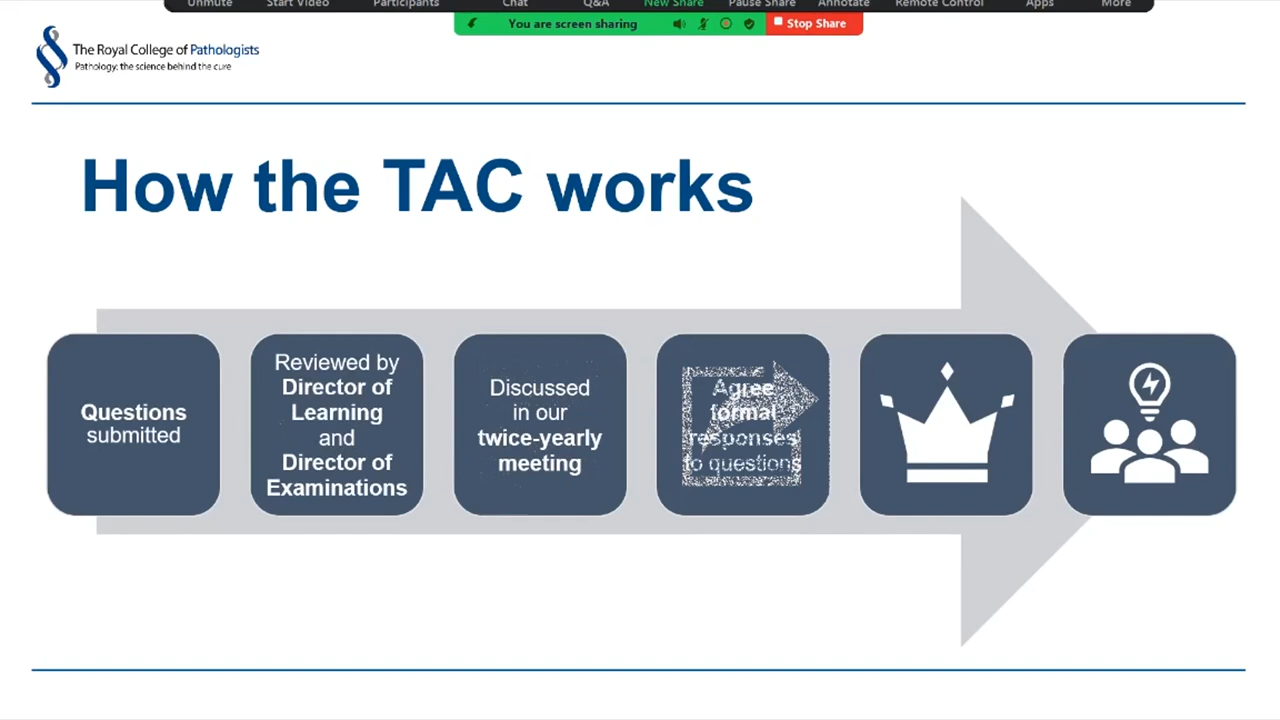 Unmute Start Video Participants Chat Q&A New Share Pause Share Annotate Remote Control Apps More
You are screen sharing Stop Share
The Royal College of Pathologists
Pathology: the science behind the cure
How the TAC works
Questions
submitted
Reviewed by
Director of
Learning
and
Director of
Examinations
Discussed
in our
twice-yearly
meeting
Agree
formal
responses
to questions